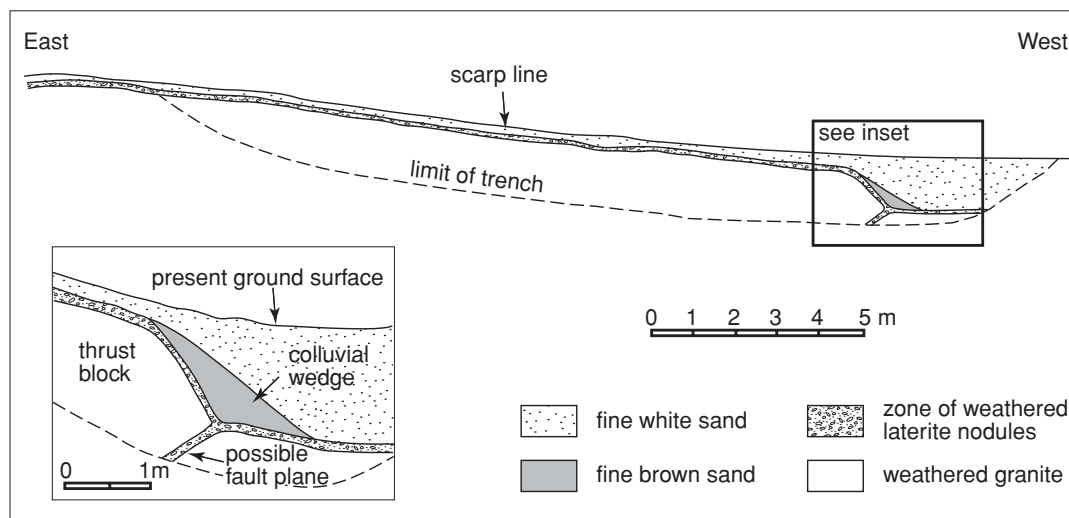 East
West
scarp line
see inset
limit of trench
present ground surface
thrust
block
colluvial
wedge
possible
fault plane
0 1m
0 1 2 3 4 5 m
fine white sand
zone of weathered
laterite nodules
fine brown sand
weathered granite